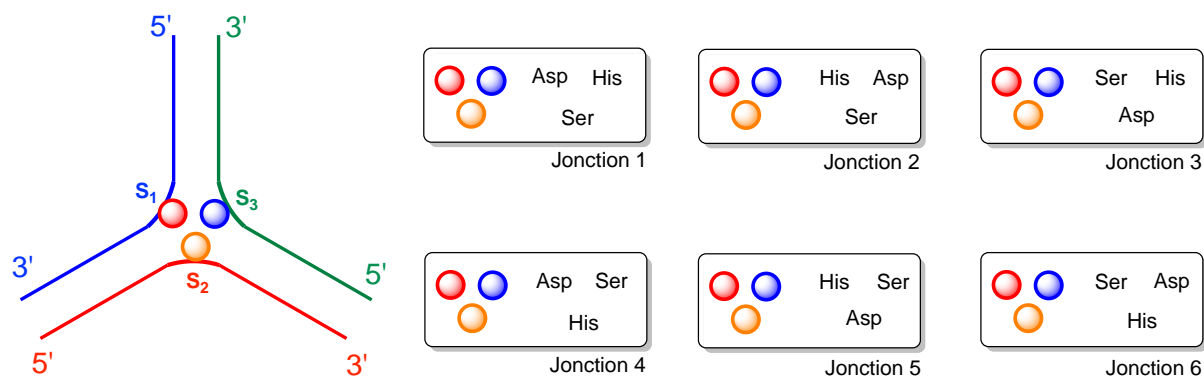 5' 3'
S1 S3
3' 5'
S2
5' 3'
Asp His
Ser
Jonction 1
His Asp
Ser
Jonction 2
Ser His
Asp
Jonction 3
Asp Ser
His
Jonction 4
His Ser
Asp
Jonction 5
Ser Asp
His
Jonction 6